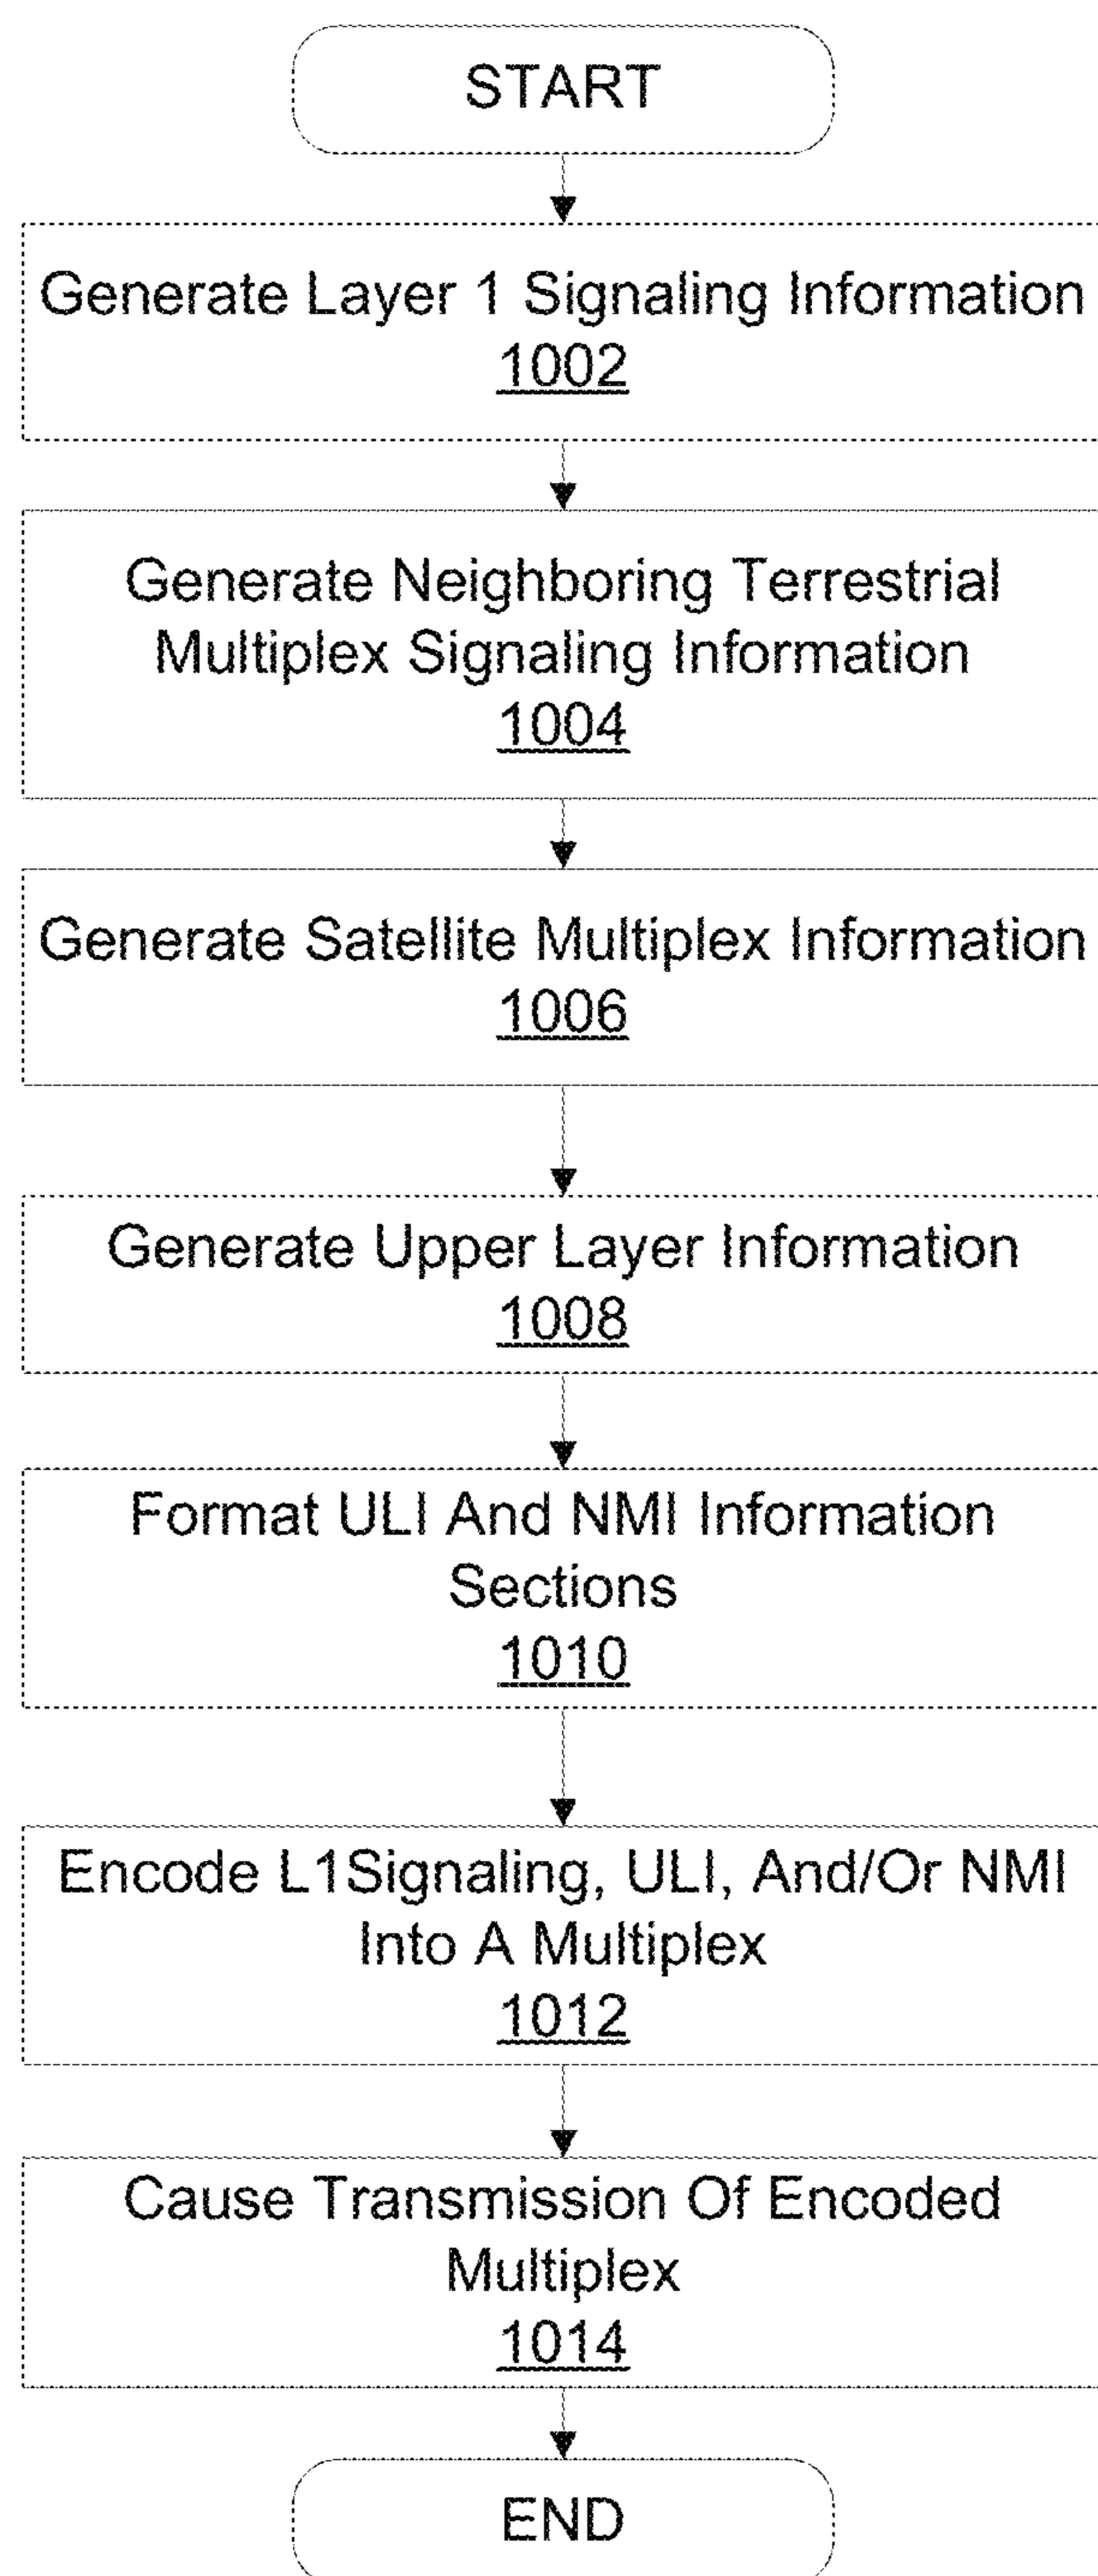 START
Generate Layer 1 Signaling Information
1002
Generate Neighboring Terrestrial
Multiplex Signaling Information
1004
Generate Satellite Multiplex Information
1006
Generate Upper Layer Information
1008
Format ULI And NMI Information
Sections
1010
Encode L1Signaling, ULI, And/Or NMI
Into A Multiplex
1012
Cause Transmission Of Encoded
Multiplex
1014
END